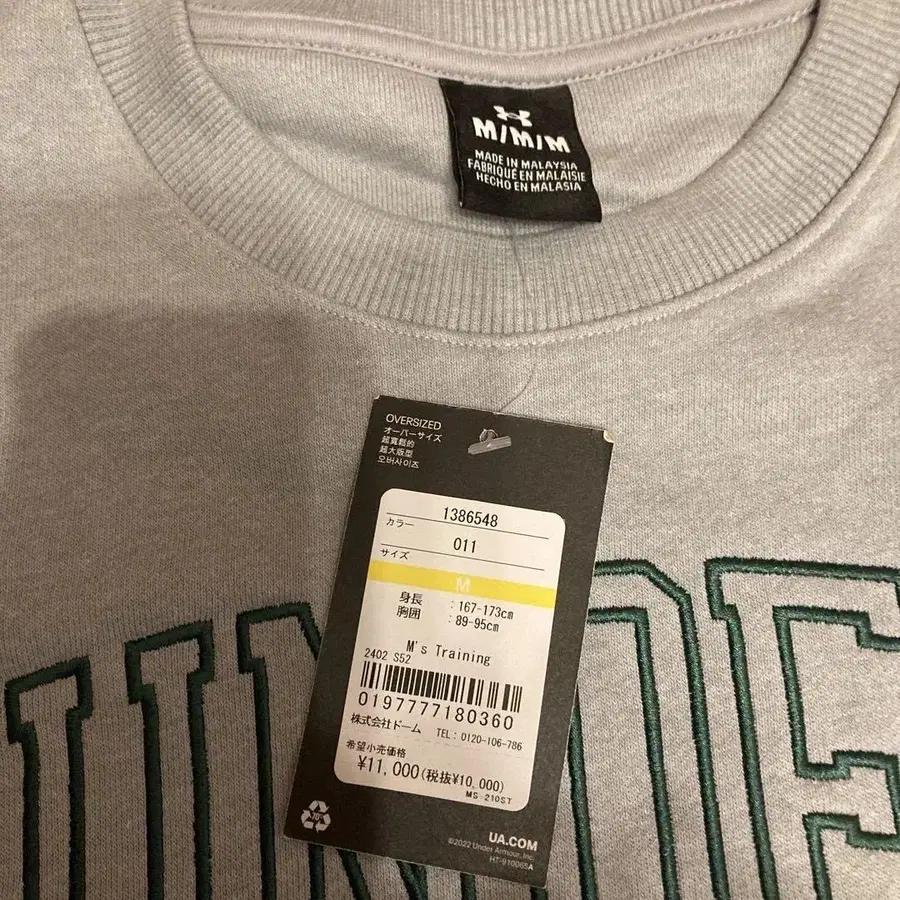 M/M/M
MADE IN MALAYSIA
FABRIQUÉ EN MALAISIE
HECHO EN MALASIA
OVERSIZED
オーバーサイズ
超寬鬆的
超大版型
오버사이즈
1386548
カラー
011
サイズ
M
身長 : 167-173cm
胸囲 : 89-95cm
M's Training
2402 S52
0197777180360
株式会社ドーム TEL: 0120-106-786
希望小売価格
¥11,000(税抜¥10,000)
MS-210ST
70%
UA.COM
©2022 Under Armour, Inc.
HT-910065A
UNDE